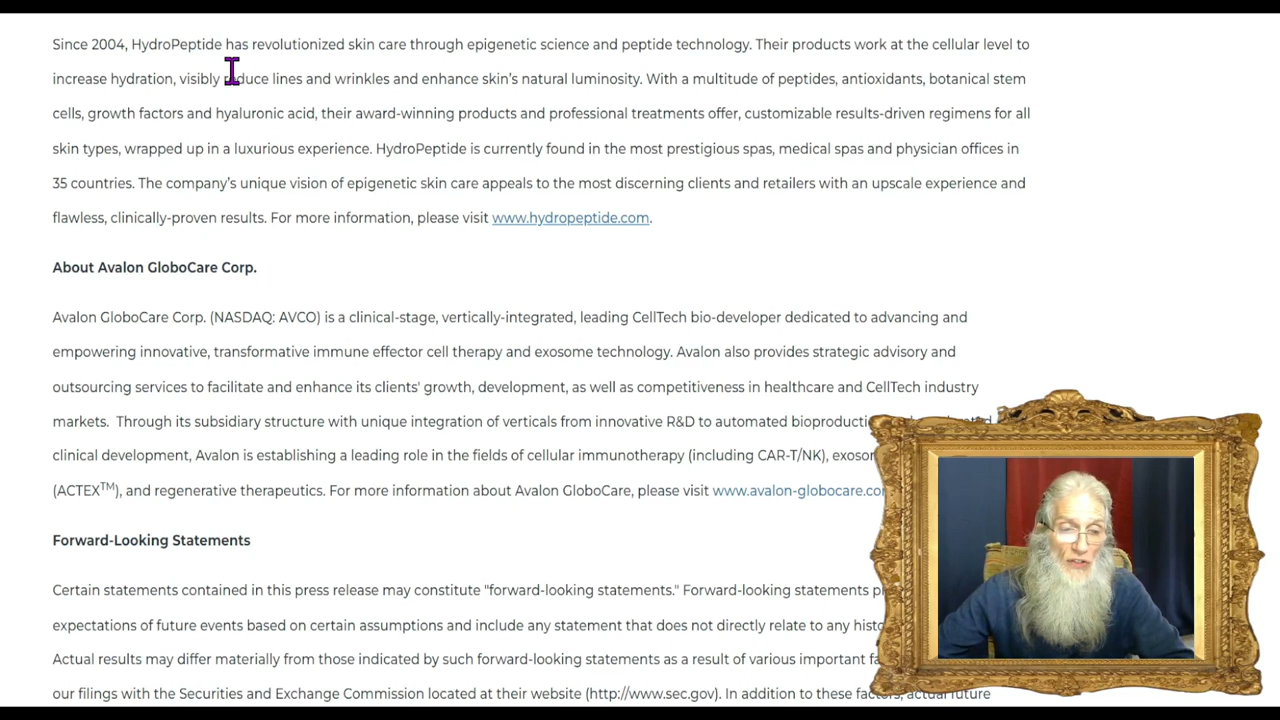 Since 2004, HydroPeptide has revolutionized skin care through epigenetic science and peptide technology. Their products work at the cellular level to
increase hydration, visibly reduce lines and wrinkles and enhance skin's natural luminosity. With a multitude of peptides, antioxidants, botanical stem
cells, growth factors and hyaluronic acid, their award-winning products and professional treatments offer, customizable results-driven regimens for all
skin types, wrapped up in a luxurious experience. HydroPeptide is currently found in the most prestigious spas, medical spas and physician offices in
35 countries. The company's unique vision of epigenetic skin care appeals to the most discerning clients and retailers with an upscale experience and
flawless, clinically-proven results. For more information, please visit www.hydropeptide.com.
About Avalon GloboCare Corp.
Avalon GloboCare Corp. (NASDAQ: AVCO) is a clinical-stage, vertically-integrated, leading CellTech bio-developer dedicated to advancing and
empowering innovative, transformative immune effector cell therapy and exosome technology. Avalon also provides strategic advisory and
outsourcing services to facilitate and enhance its clients' growth, development, as well as competitiveness in healthcare and CellTech industry
markets. Through its subsidiary structure with unique integration of verticals from innovative R&D to automated
clinical development, Avalon is establishing a leading role in the fields of cellular immunotherapy (including CAR-T/NK),
(ACTEX™), and regenerative therapeutics. For more information about Avalon GloboCare, please visit www.avalon-globocare.co
Forward-Looking Statements
Certain statements contained in this press release may constitute "forward-looking statements." Forward-looking statements
expectations of future events based on certain assumptions and include any statement that does not directly relate to any
Actual results may differ materially from those indicated by such forward-looking statements as a result of various important
our filings with the Securities and Exchange Commission located at their website (http://www.sec.gov). In addition to these factors, actual future